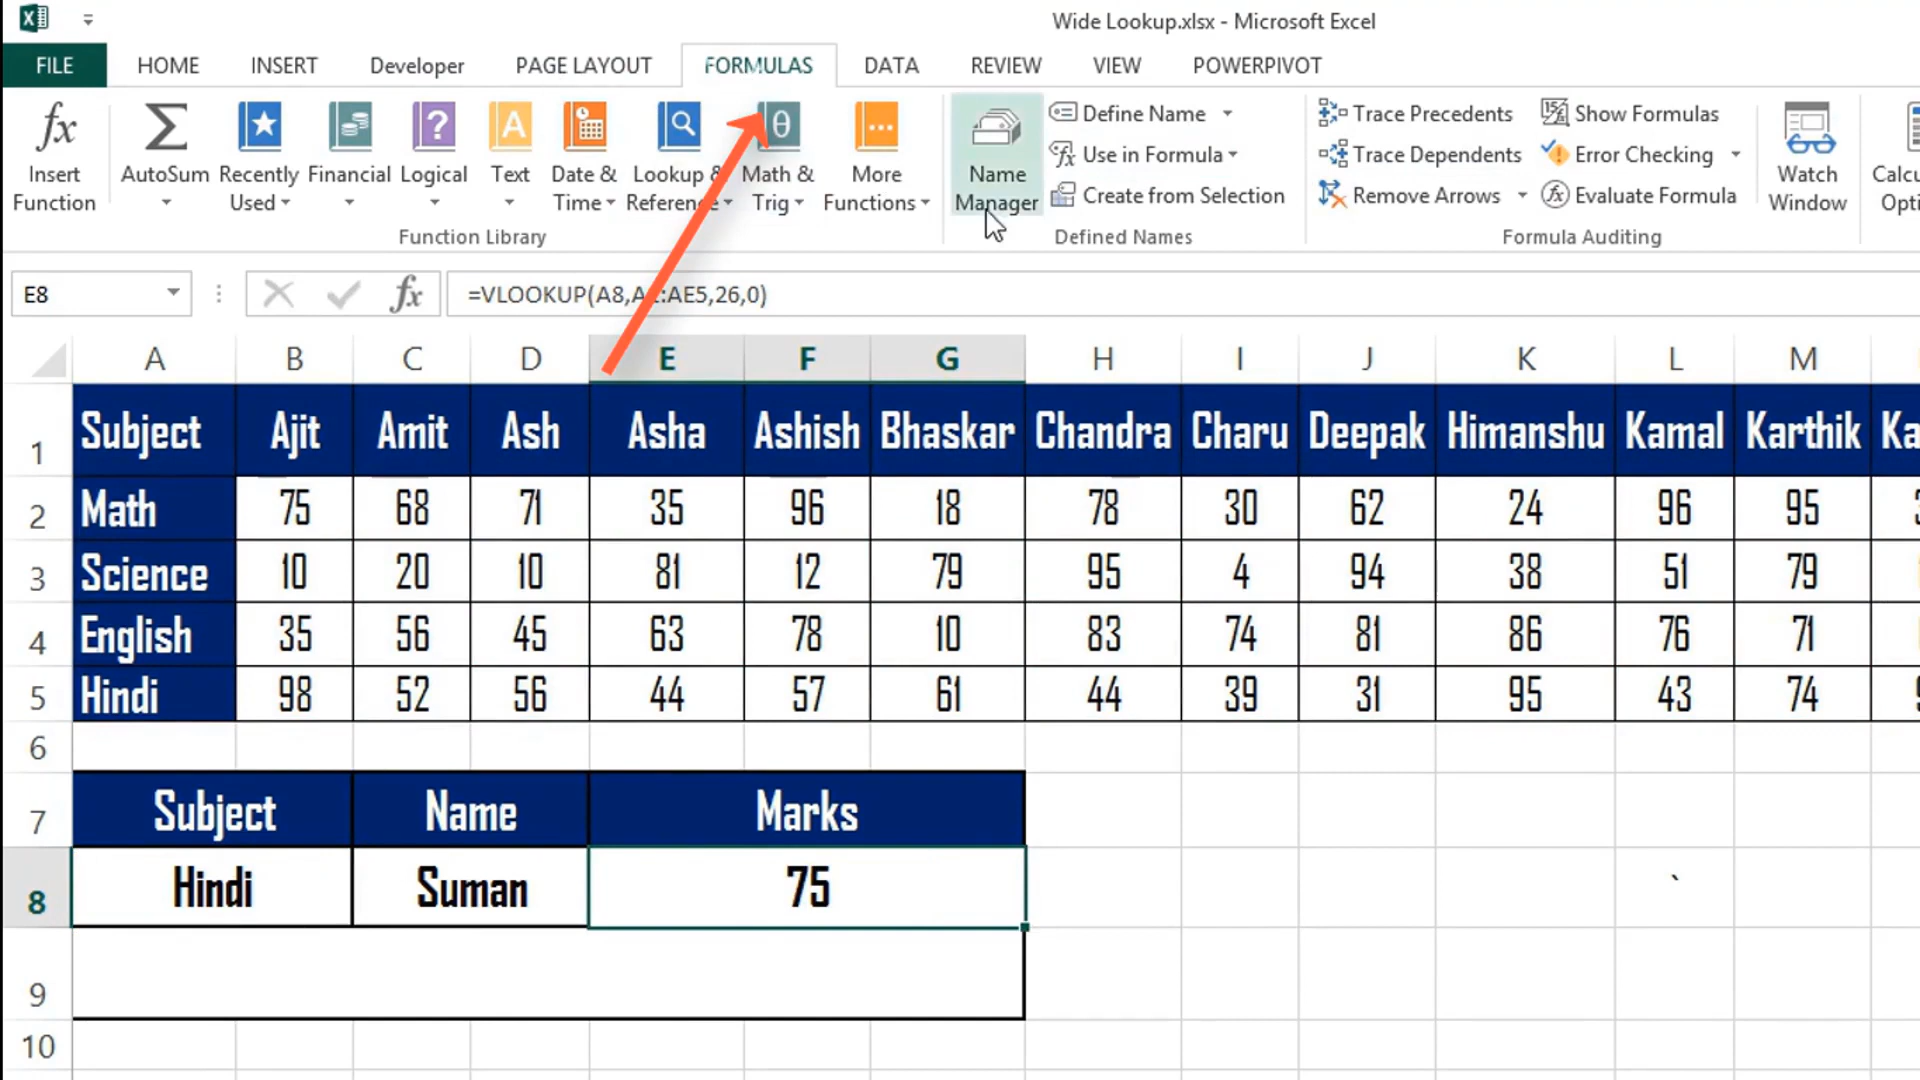 Wide Lookup.xlsx - Microsoft Excel
FILE HOME INSERT Developer PAGE LAYOUT FORMULAS DATA REVIEW VIEW POWERPIVOT
Insert Function
AutoSum
Recently Used
Financial
Logical
Text
Date & Time
Lookup & Reference
Math & Trig
More Functions
Function Library
Name Manager
Define Name
Use in Formula
Create from Selection
Defined Names
Trace Precedents
Trace Dependents
Remove Arrows
Show Formulas
Error Checking
Evaluate Formula
Formula Auditing
Watch Window
E8 fx =VLOOKUP(A8,A1:AE5,26,0)
A B C D E F G H I J K L M
1 Subject Ajit Amit Ash Asha Ashish Bhaskar Chandra Charu Deepak Himanshu Kamal Karthik
2 Math 75 68 71 35 96 18 78 30 62 24 96 95
3 Science 10 20 10 81 12 79 95 4 94 38 51 79
4 English 35 56 45 63 78 10 83 74 81 86 76 71
5 Hindi 98 52 56 44 57 61 44 39 31 95 43 74
6
7 Subject Name Marks
8 Hindi Suman 75 `
9
10